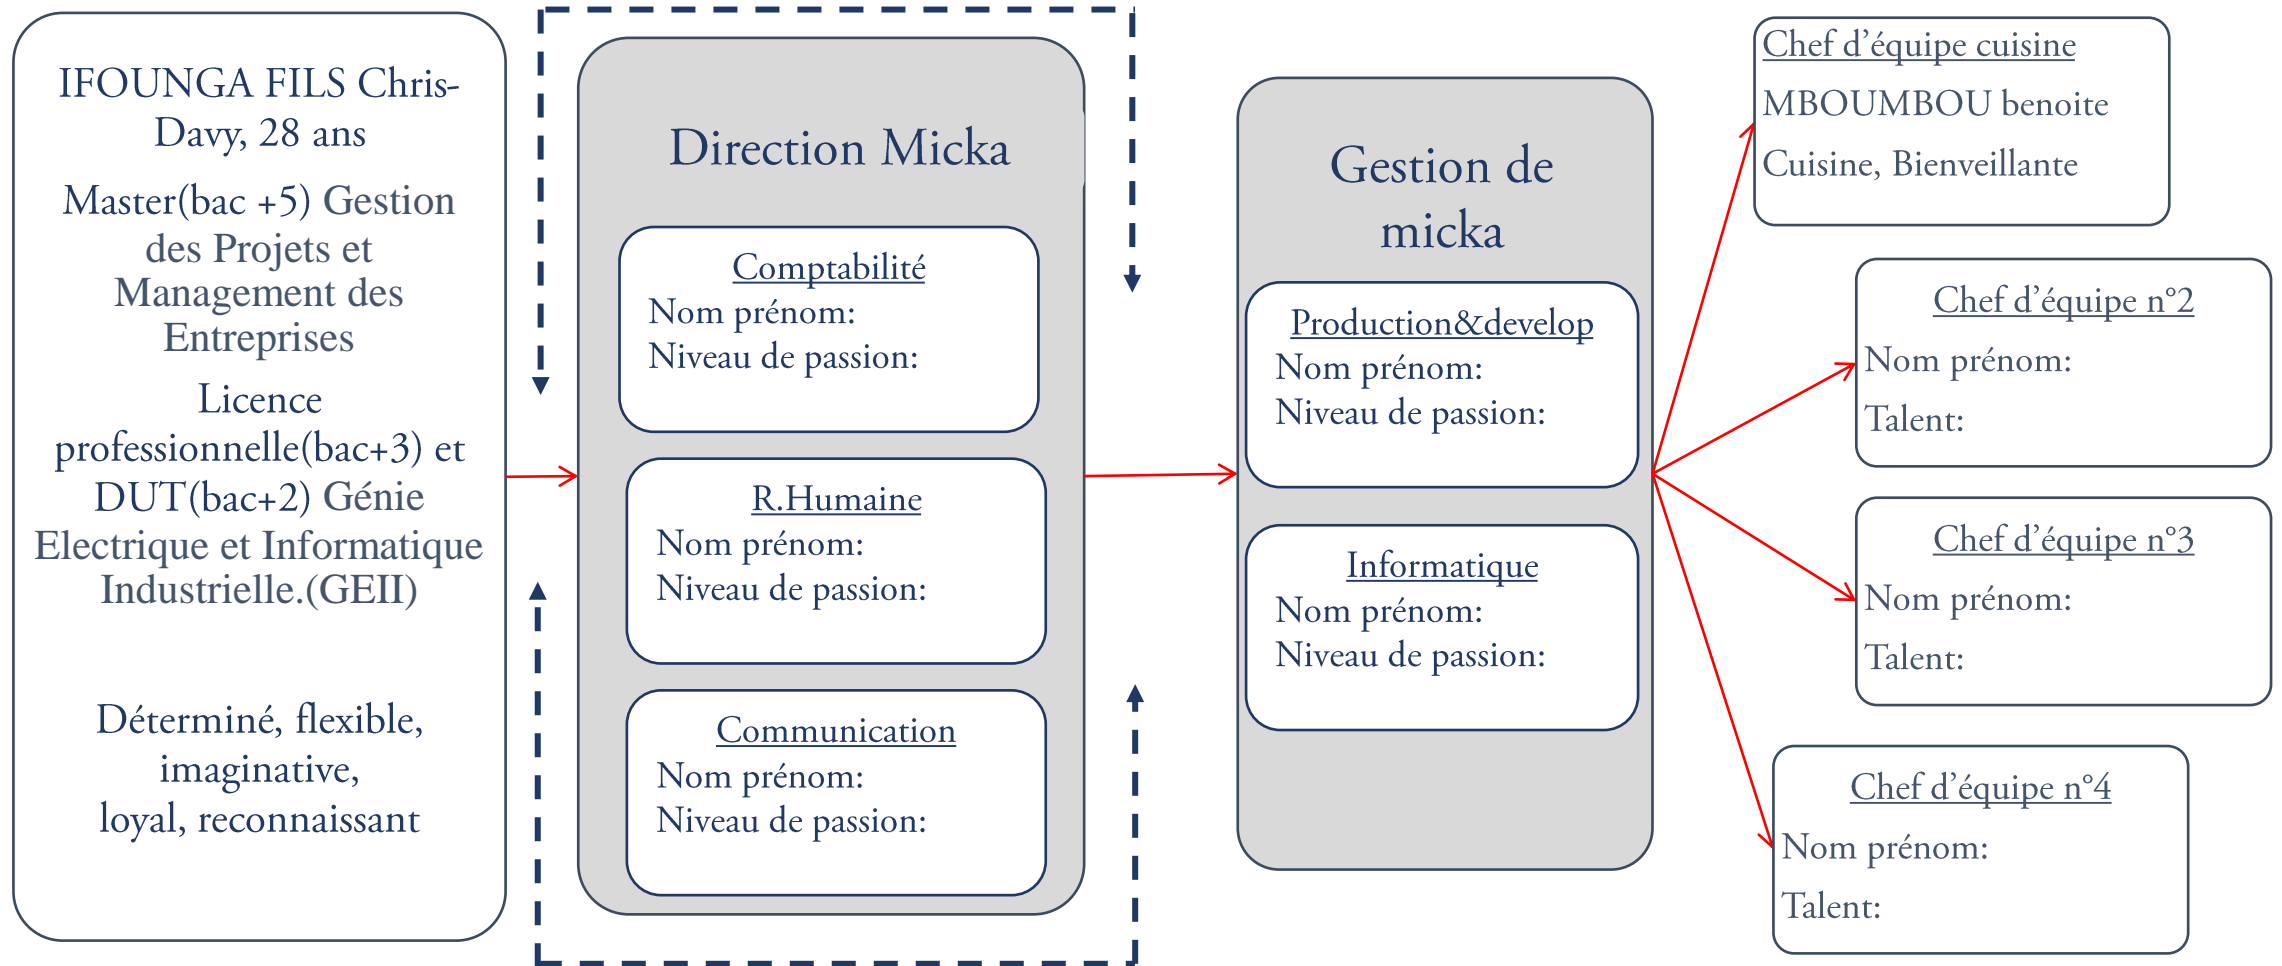 IFOUNGA FILS Chris-
Davy, 28 ans
Master(bac +5) Gestion
des Projets et
Management des
Entreprises
Licence
professionnelle(bac+3) et
DUT(bac+2) Génie
Electrique et Informatique
Industrielle.(GEII)
Déterminé, flexible,
imaginative,
loyal, reconnaissant
Direction Micka
Comptabilité
Nom prénom:
Niveau de passion:
R.Humaine
Nom prénom:
Niveau de passion:
Communication
Nom prénom:
Niveau de passion:
Gestion de
micka
Production&develop
Nom prénom:
Niveau de passion:
Informatique
Nom prénom:
Niveau de passion:
Chef d’équipe cuisine
MBOUMBOU benoite
Cuisine, Bienveillante
Chef d’équipe n°2
Nom prénom:
Talent:
Chef d’équipe n°3
Nom prénom:
Talent:
Chef d’équipe n°4
Nom prénom:
Talent: